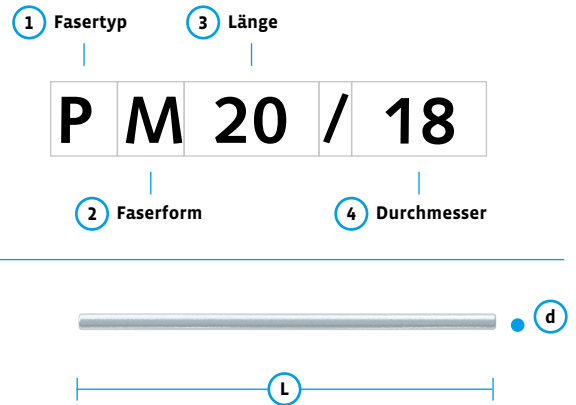 1 Fasertyp 3 Länge
P M 20 / 18
2 Faserform 4 Durchmesser
d
L